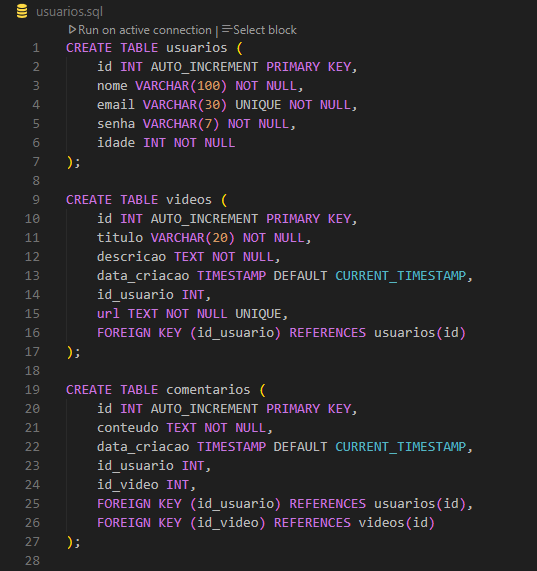 usuarios.sql
Run on active connection | Select block
1 CREATE TABLE usuarios (
2     id INT AUTO_INCREMENT PRIMARY KEY,
3     nome VARCHAR(100) NOT NULL,
4     email VARCHAR(30) UNIQUE NOT NULL,
5     senha VARCHAR(7) NOT NULL,
6     idade INT NOT NULL
7 );
8
9 CREATE TABLE videos (
10     id INT AUTO_INCREMENT PRIMARY KEY,
11     titulo VARCHAR(20) NOT NULL,
12     descricao TEXT NOT NULL,
13     data_criacao TIMESTAMP DEFAULT CURRENT_TIMESTAMP,
14     id_usuario INT,
15     url TEXT NOT NULL UNIQUE,
16     FOREIGN KEY (id_usuario) REFERENCES usuarios(id)
17 );
18
19 CREATE TABLE comentarios (
20     id INT AUTO_INCREMENT PRIMARY KEY,
21     conteudo TEXT NOT NULL,
22     data_criacao TIMESTAMP DEFAULT CURRENT_TIMESTAMP,
23     id_usuario INT,
24     id_video INT,
25     FOREIGN KEY (id_usuario) REFERENCES usuarios(id),
26     FOREIGN KEY (id_video) REFERENCES videos(id)
27 );
28